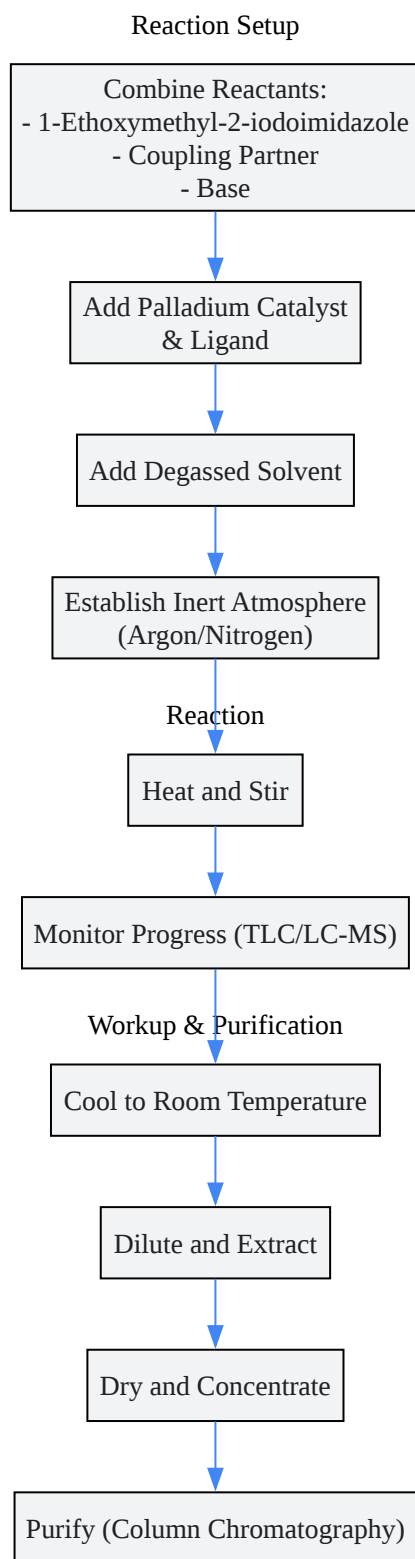 Reaction Setup
Combine Reactants:
- 1-Ethoxymethyl-2-iodoimidazole
- Coupling Partner
- Base
Add Palladium Catalyst
& Ligand
Add Degassed Solvent
Establish Inert Atmosphere
(Argon/Nitrogen)
Reaction
Heat and Stir
Monitor Progress (TLC/LC-MS)
Workup & Purification
Cool to Room Temperature
Dilute and Extract
Dry and Concentrate
Purify (Column Chromatography)